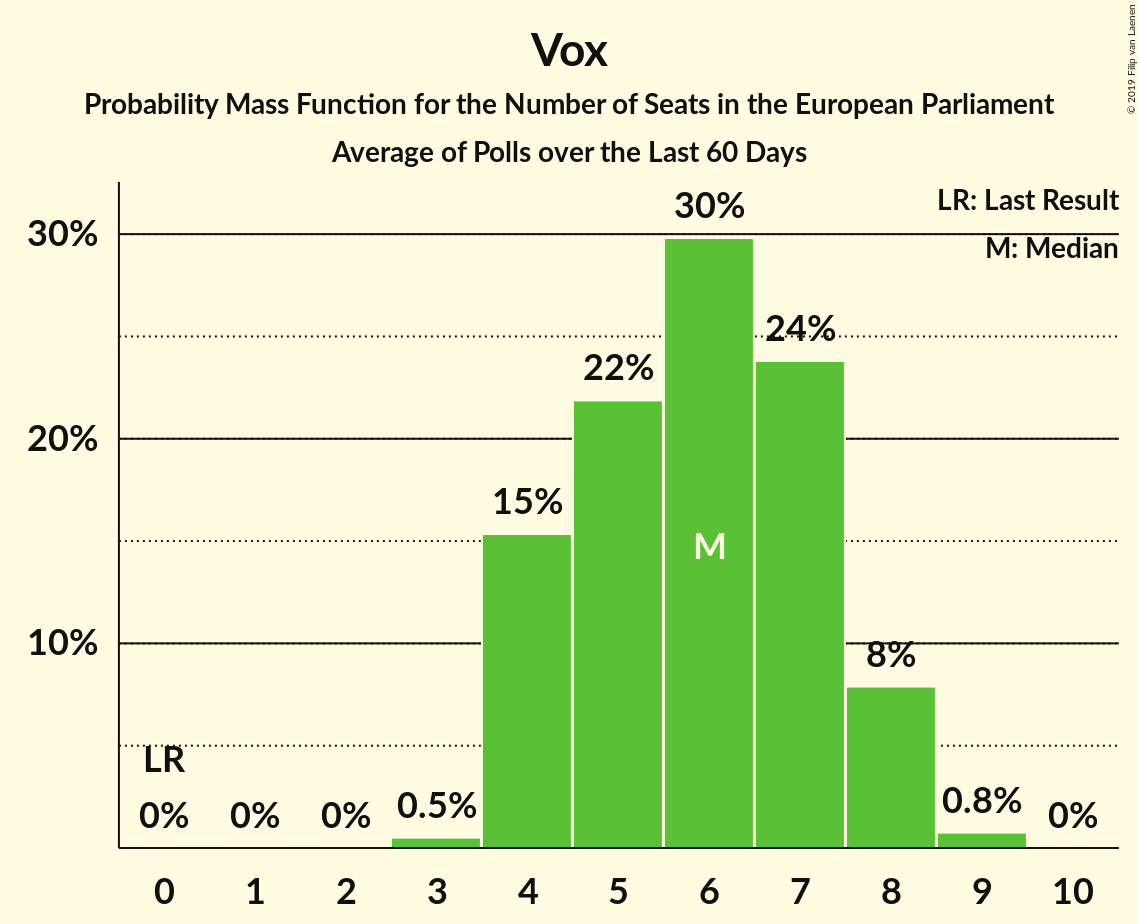 Vox
Probability Mass Function for the Number of Seats in the European Parliament
Average of Polls over the Last 60 Days
© 2019 Filip van Laenen
LR: Last Result
M: Median
30%
20%
10%
LR
0%
0%
0%
0.5%
15%
22%
30%
M
24%
8%
0.8%
0%
0 1 2 3 4 5 6 7 8 9 10